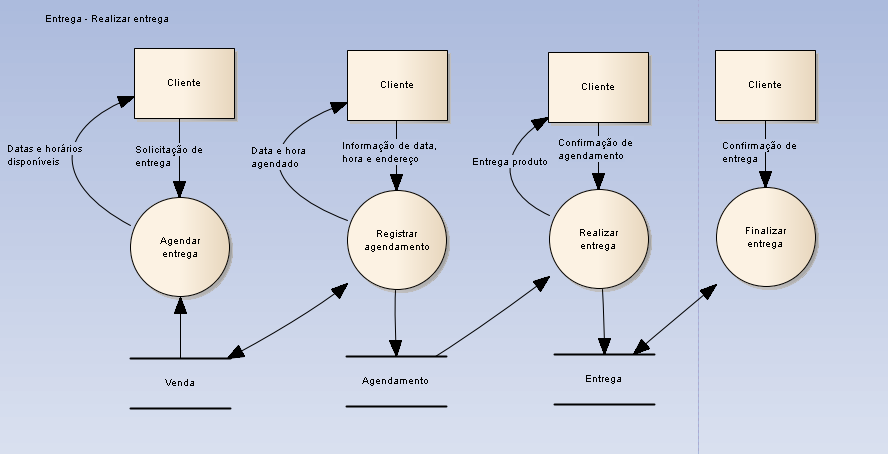 Entrega - Realizar entrega
Cliente
Cliente
Cliente
Cliente
Datas e horários
disponíveis
Solicitação de
entrega
Data e hora
agendado
Informação de data,
hora e endereço
Entrega produto
Confirmação de
agendamento
Confirmação de
entrega
Agendar
entrega
Registrar
agendamento
Realizar
entrega
Finalizar
entrega
Venda
Agendamento
Entrega